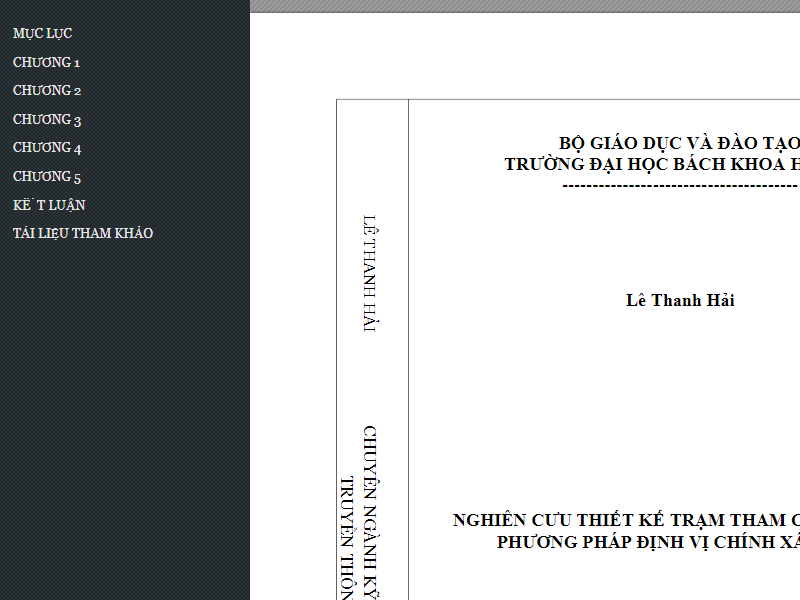 MỤC LỤC
CHƯƠNG 1
CHƯƠNG 2
CHƯƠNG 3
CHƯƠNG 4
CHƯƠNG 5
KẾT LUẬN
TÀI LIỆU THAM KHẢO
LÊ THANH HẢI
CHUYÊN NGÀNH KỸ
TRUYỀN THÔN
BỘ GIÁO DỤC VÀ ĐÀO TẠO
TRƯỜNG ĐẠI HỌC BÁCH KHOA H
---------------------------------------
Lê Thanh Hải
NGHIÊN CƯU THIẾT KẾ TRẠM THAM C
PHƯƠNG PHÁP ĐỊNH VỊ CHÍNH XÁ